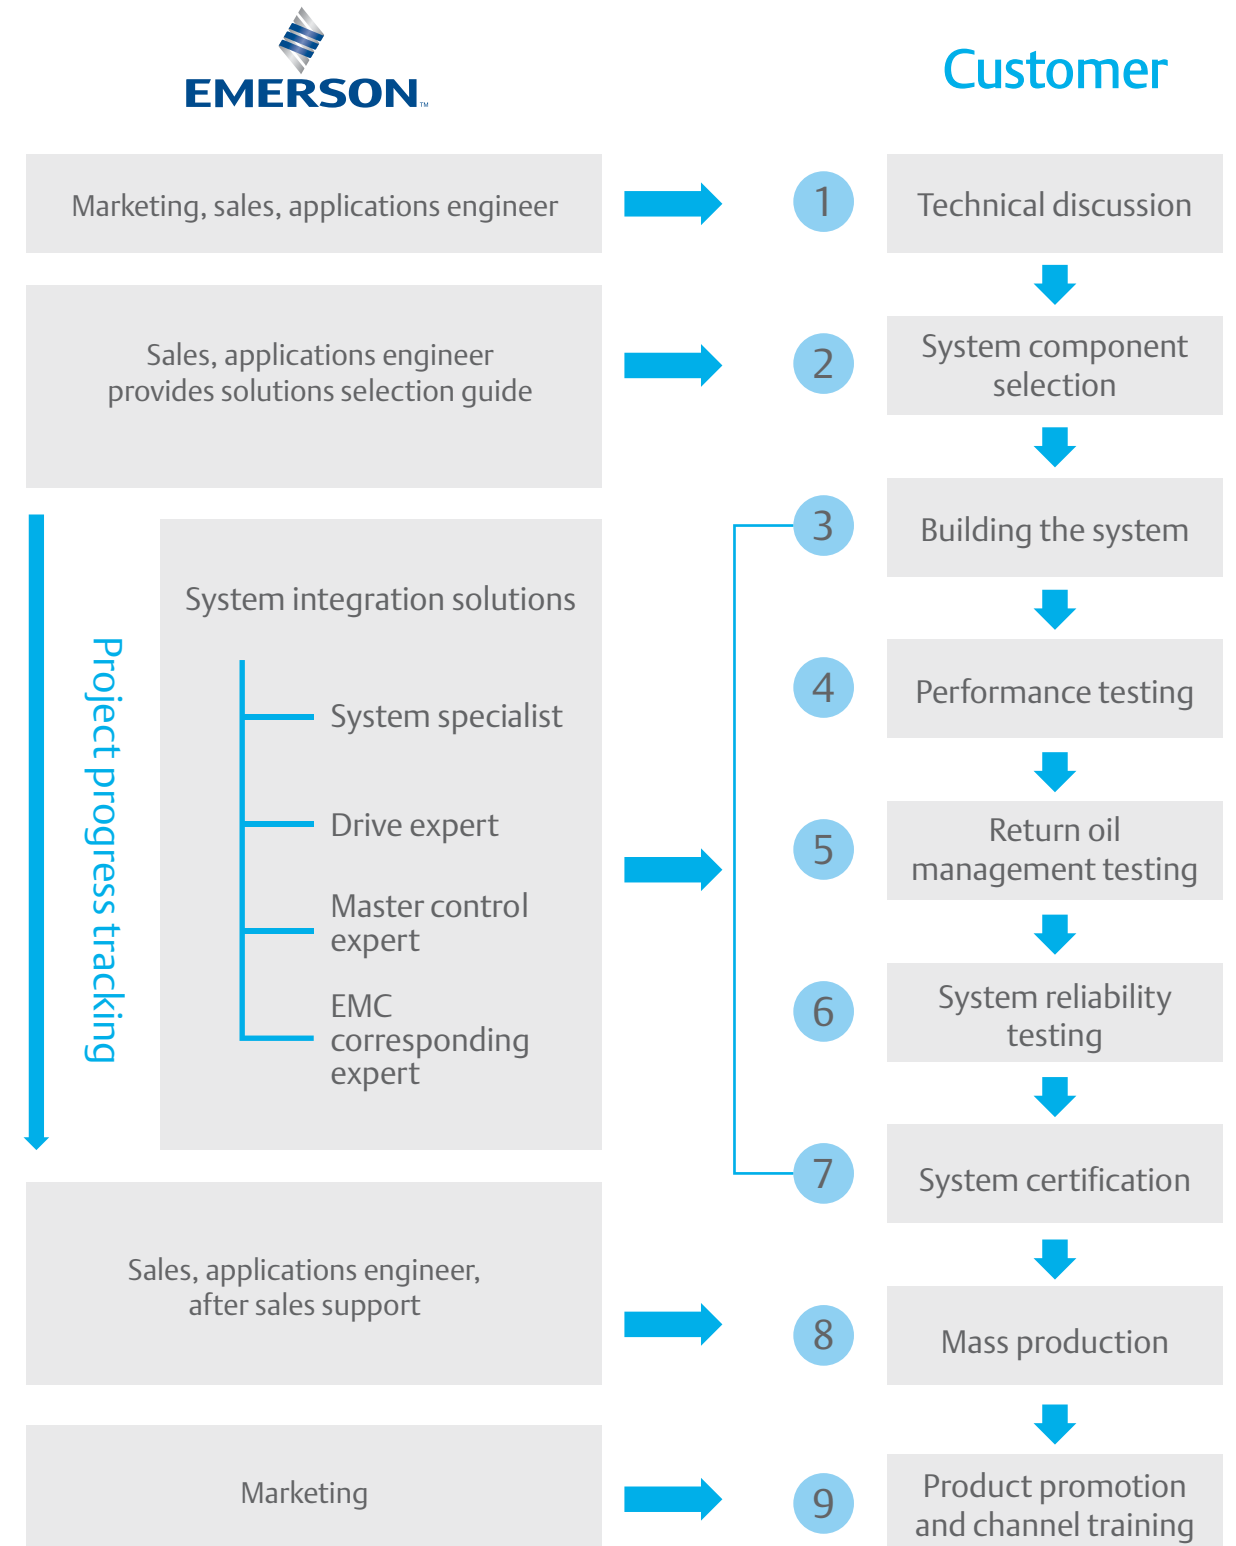 EMERSON™
Customer
Marketing, sales, applications engineer
1
Technical discussion
Sales, applications engineer
provides solutions selection guide
2
System component
selection
Project progress tracking
System integration solutions
System specialist
Drive expert
Master control
expert
EMC
corresponding
expert
3
Building the system
4
Performance testing
5
Return oil
management testing
6
System reliability
testing
7
System certification
Sales, applications engineer,
after sales support
8
Mass production
Marketing
9
Product promotion
and channel training